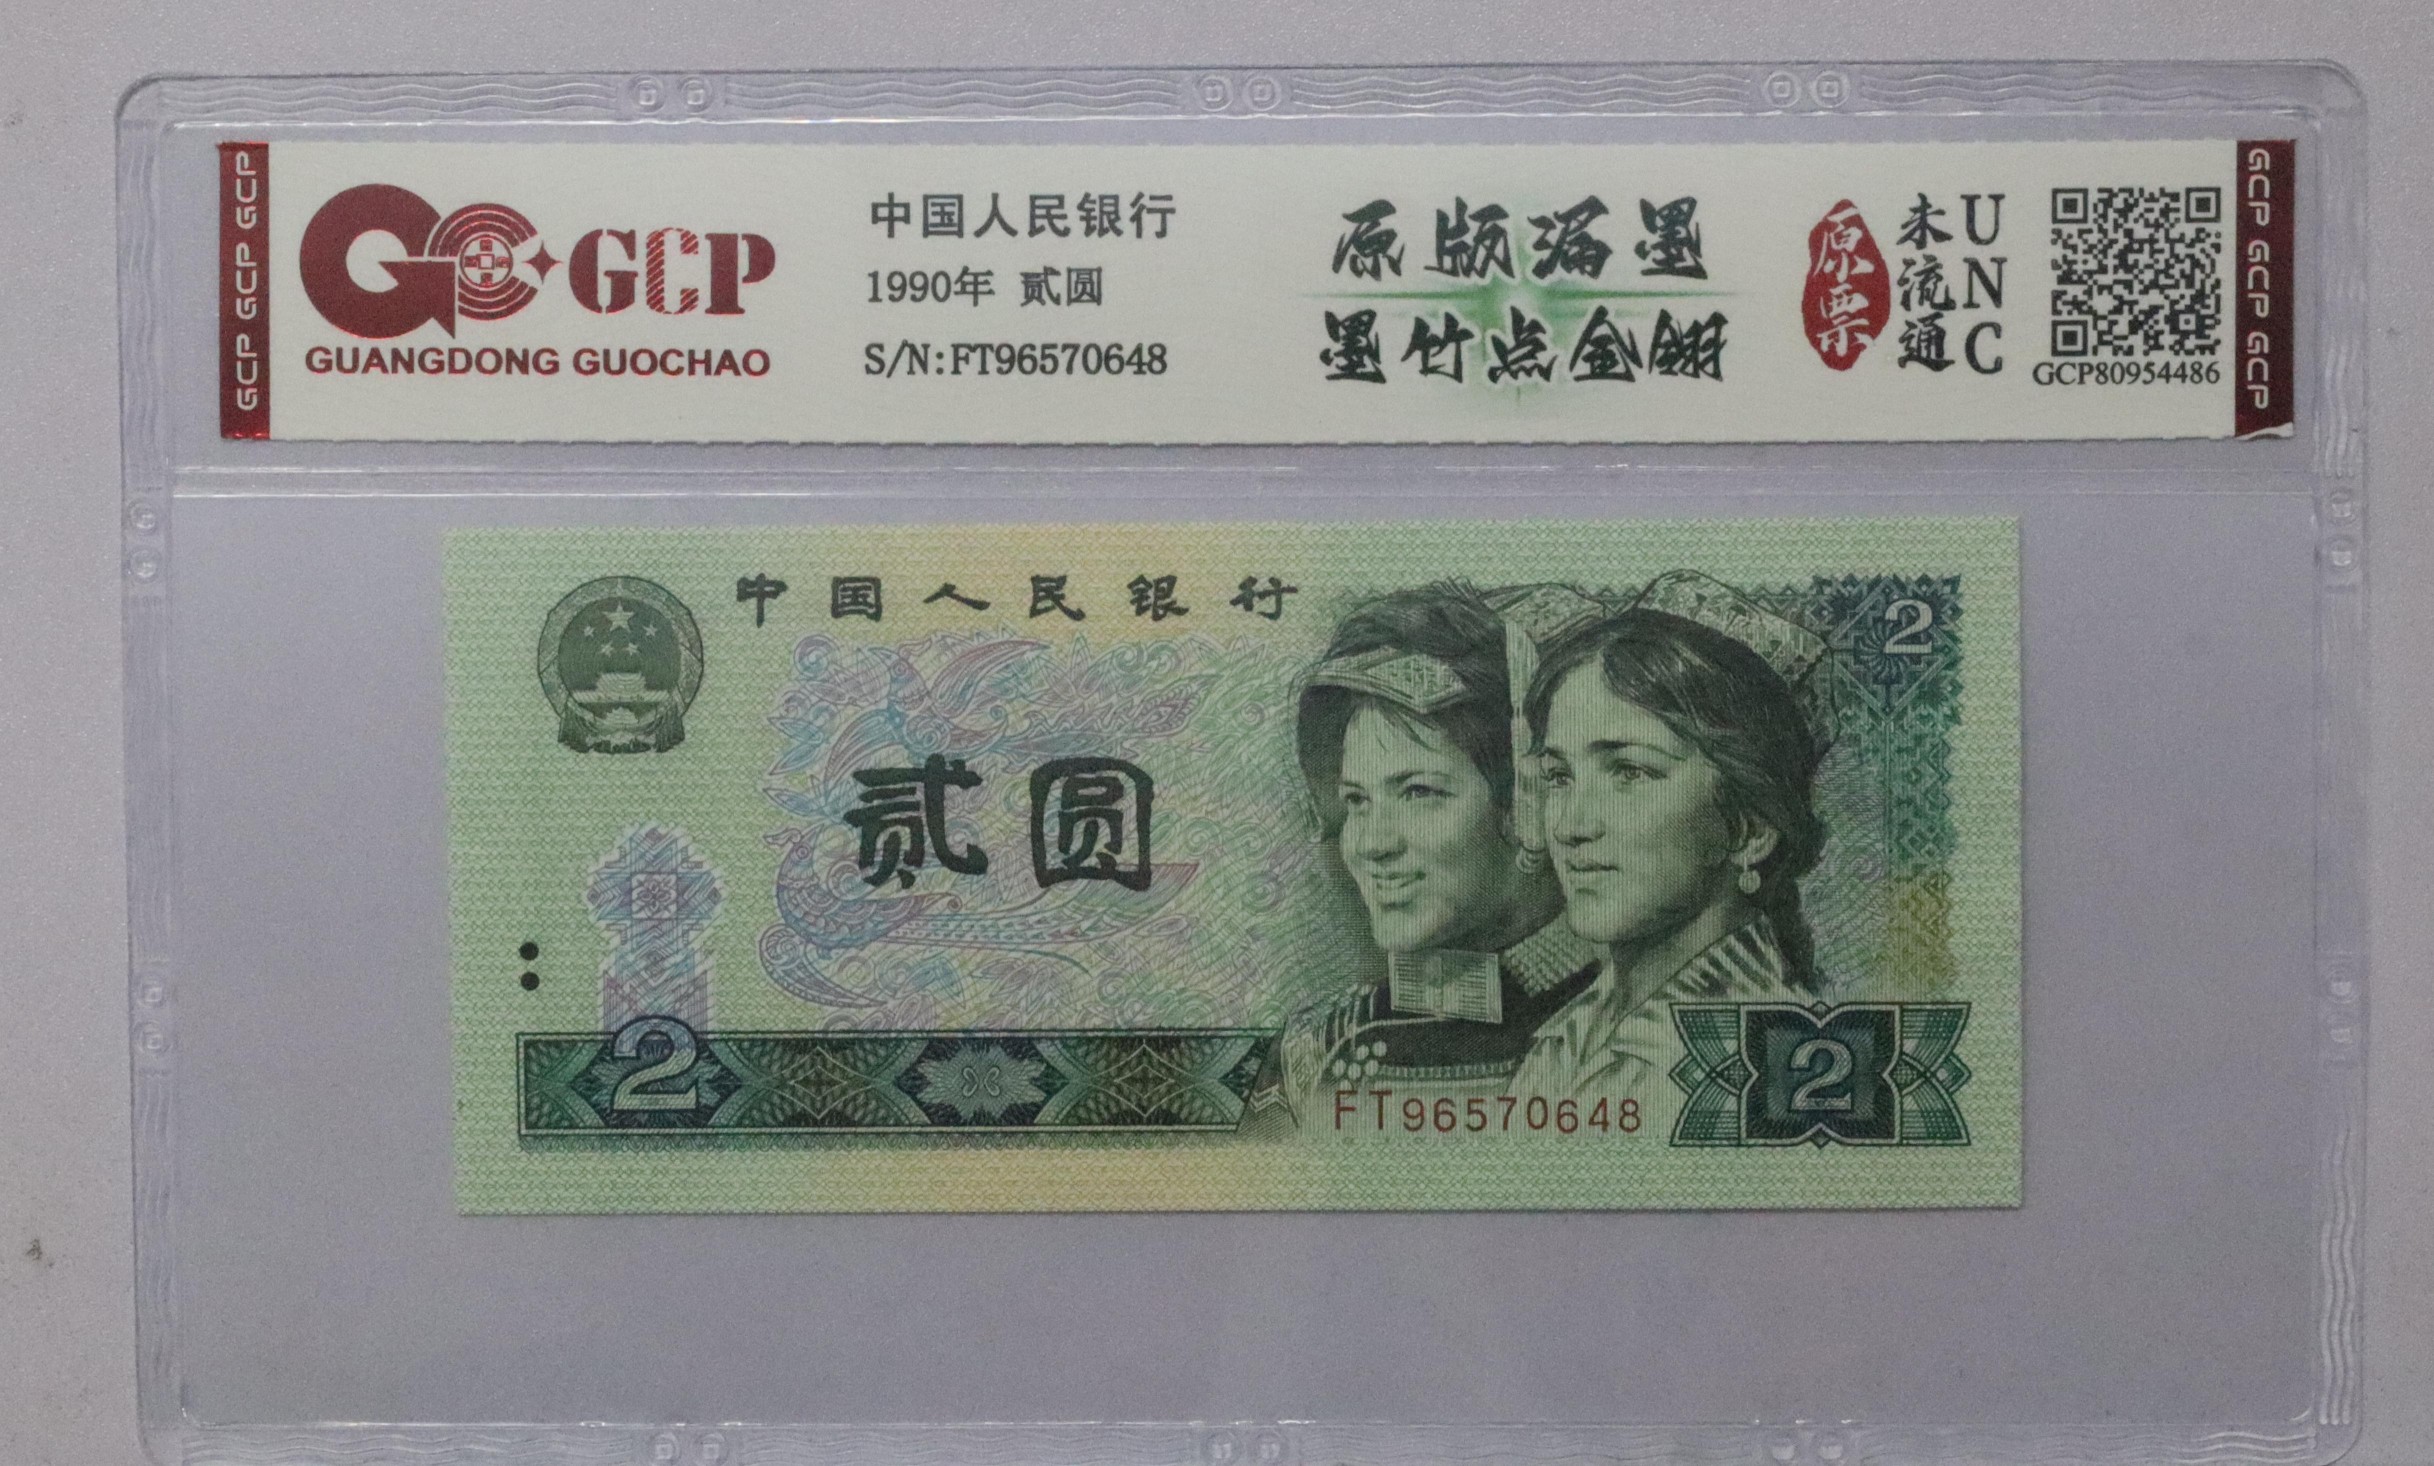 GCP GCP GCP
GCP
GUANGDONG GUOCHAO
中国人民银行
1990年 贰圆
S/N:FT96570648
原版漏墨
墨竹点金翎
原票
未流通
UNC
GCP80954486
GCP GCP GCP
中国人民银行
2
贰圆
2
FT96570648
2